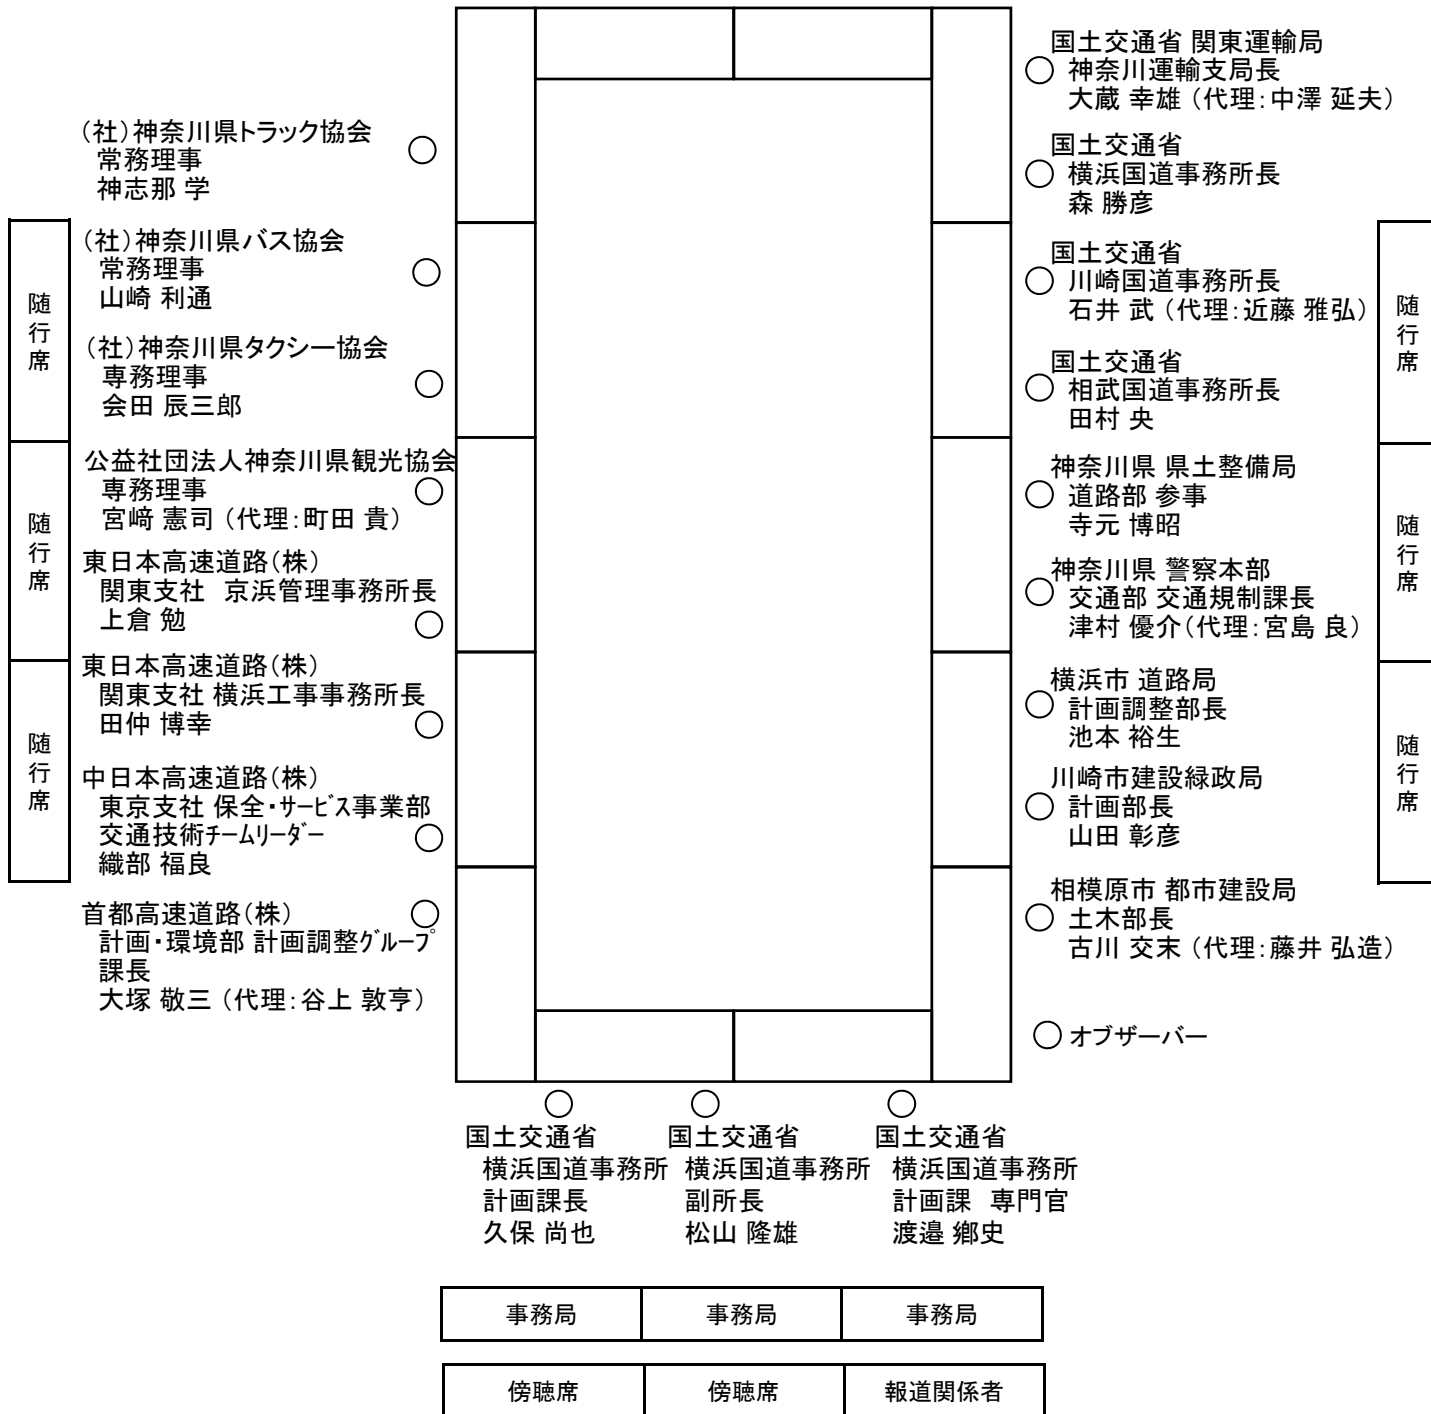 (社)神奈川県トラック協会
常務理事
神志那 学
(社)神奈川県バス協会
常務理事
山崎 利通
(社)神奈川県タクシー協会
専務理事
会田 辰三郎
公益社団法人神奈川県観光協会
専務理事
宮﨑 憲司 (代理:町田 貴)
東日本高速道路(株)
関東支社 京浜管理事務所長
上倉 勉
東日本高速道路(株)
関東支社 横浜工事事務所長
田仲 博幸
中日本高速道路(株)
東京支社 保全・サービス事業部
交通技術チームリーダー
織部 福良
首都高速道路(株)
計画・環境部 計画調整グループ
課長
大塚 敬三 (代理:谷上 敦亨)
随行席
随行席
随行席
国土交通省 関東運輸局
神奈川運輸支局長
大蔵 幸雄 (代理:中澤 延夫)
国土交通省
横浜国道事務所長
森 勝彦
国土交通省
川崎国道事務所長
石井 武 (代理:近藤 雅弘)
国土交通省
相武国道事務所長
田村 央
神奈川県 県土整備局
道路部 参事
寺元 博昭
神奈川県 警察本部
交通部 交通規制課長
津村 優介(代理:宮島 良)
横浜市 道路局
計画調整部長
池本 裕生
川崎市建設緑政局
計画部長
山田 彰彦
相模原市 都市建設局
土木部長
古川 交末 (代理:藤井 弘造)
オブザーバー
随行席
随行席
随行席
国土交通省
横浜国道事務所
計画課長
久保 尚也
国土交通省
横浜国道事務所
副所長
松山 隆雄
国土交通省
横浜国道事務所
計画課 専門官
渡邉 郷史
事務局 事務局 事務局
傍聴席 傍聴席 報道関係者